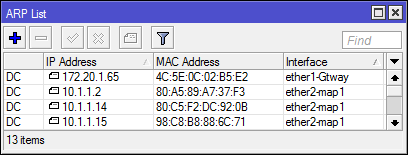 ARP List
Find
IP Address MAC Address Interface
DC 172.20.1.65 4C:5E:0C:02:B5:E2 ether1-Gtway
DC 10.1.1.2 80:A5:89:A7:37:F3 ether2-map1
DC 10.1.1.14 80:C5:F2:DC:92:0B ether2-map1
DC 10.1.1.15 98:C8:B8:88:6C:71 ether2-map1
13 items